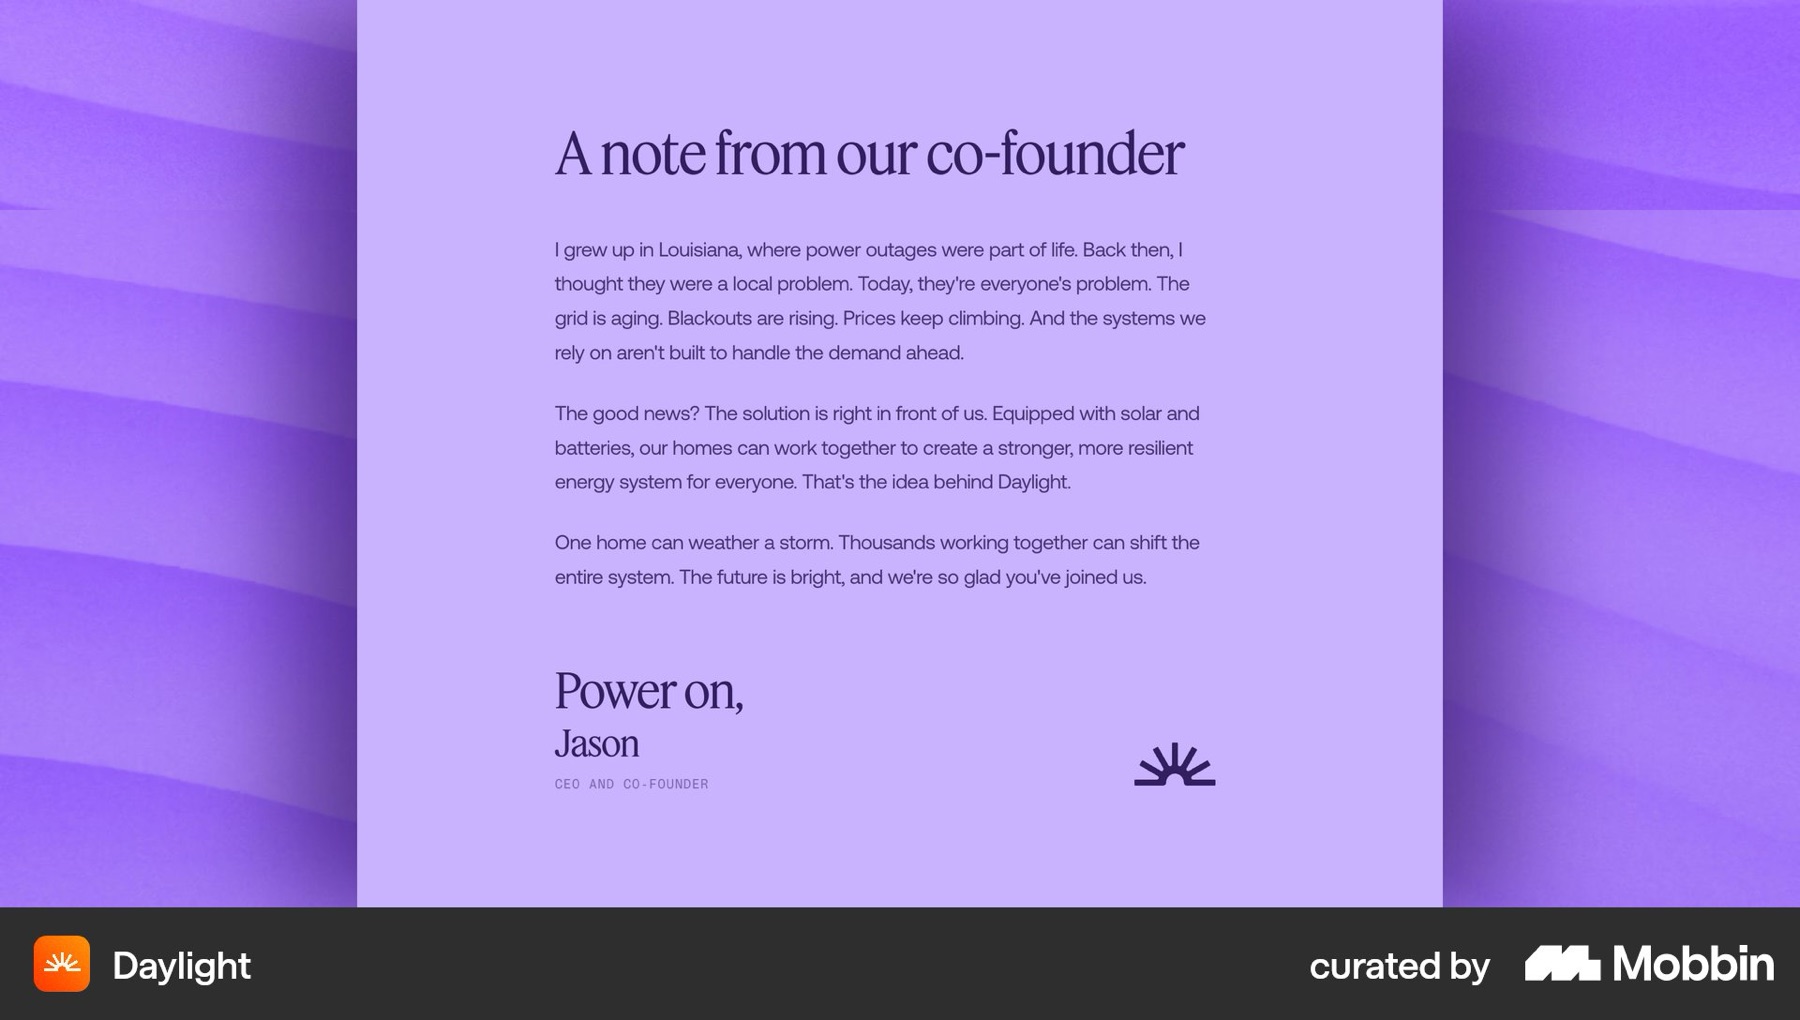 A note from our co-founder
I grew up in Louisiana, where power outages were part of life. Back then, I
thought they were a local problem. Today, they're everyone's problem. The
grid is aging. Blackouts are rising. Prices keep climbing. And the systems we
rely on aren't built to handle the demand ahead.
The good news? The solution is right in front of us. Equipped with solar and
batteries, our homes can work together to create a stronger, more resilient
energy system for everyone. That's the idea behind Daylight.
One home can weather a storm. Thousands working together can shift the
entire system. The future is bright, and we're so glad you've joined us.
Power on,
Jason
CEO AND CO-FOUNDER
Daylight
curated by Mobbin